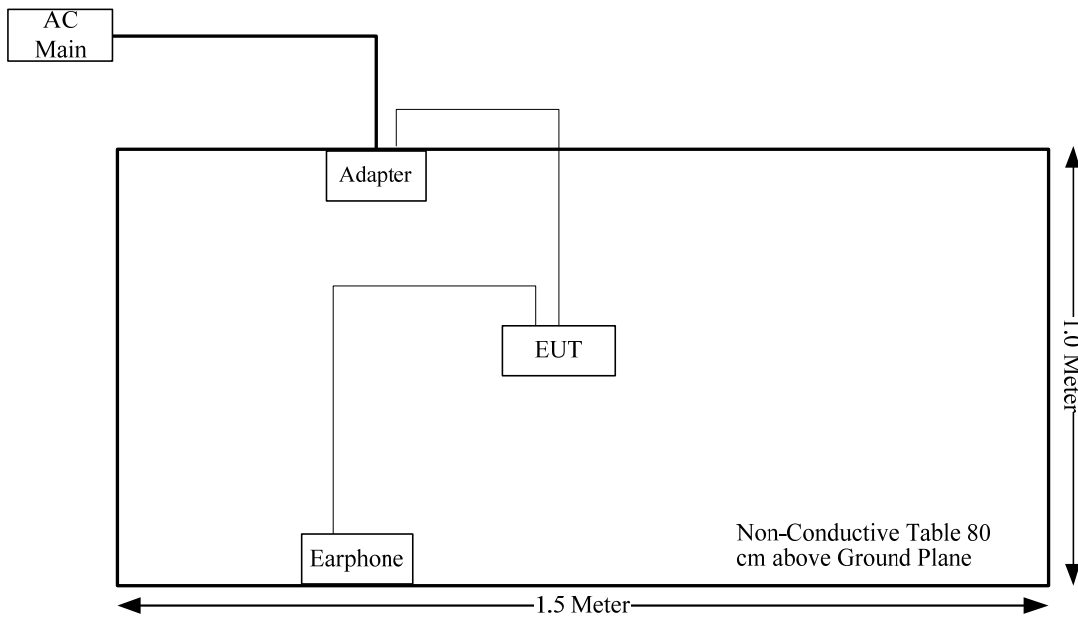 AC
Main
Adapter
EUT
1.0 Meter
Earphone
Non-Conductive Table 80
cm above Ground Plane
1.5 Meter